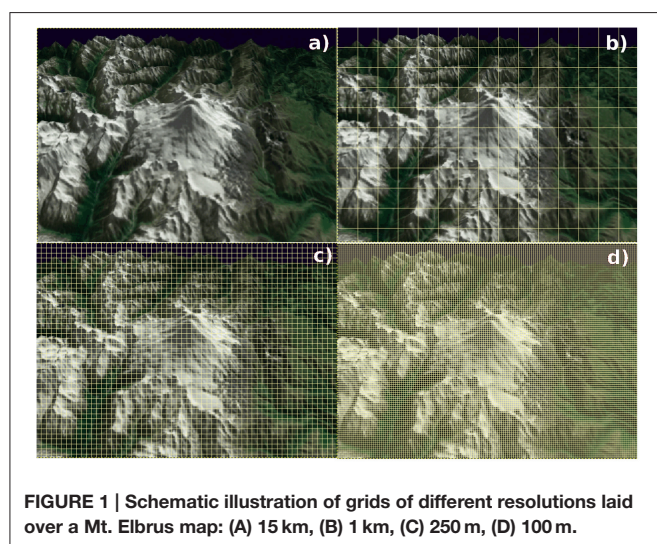 a)
b)
c)
d)
FIGURE 1 | Schematic illustration of grids of different resolutions laid
over a Mt. Elbrus map: (A) 15 km, (B) 1 km, (C) 250 m, (D) 100 m.